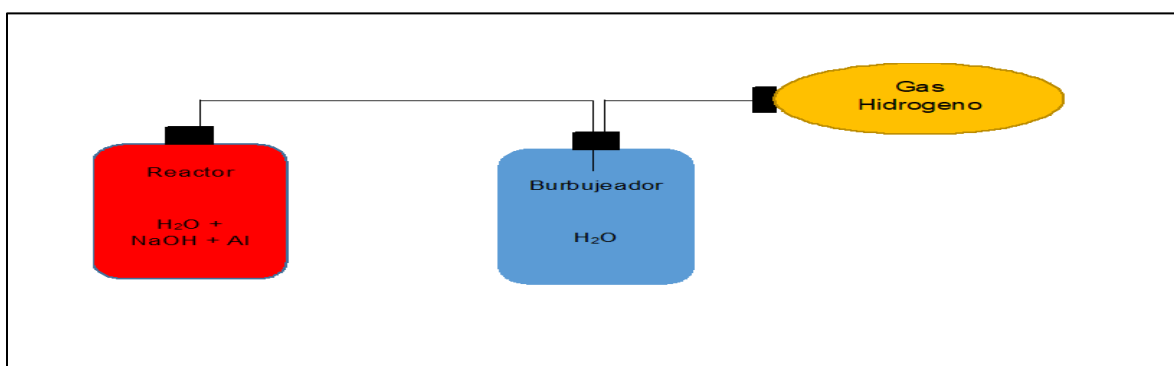 Gas
Hidrogeno
Reactor
H₂O +
NaOH + Al
Burbujeador
H₂O